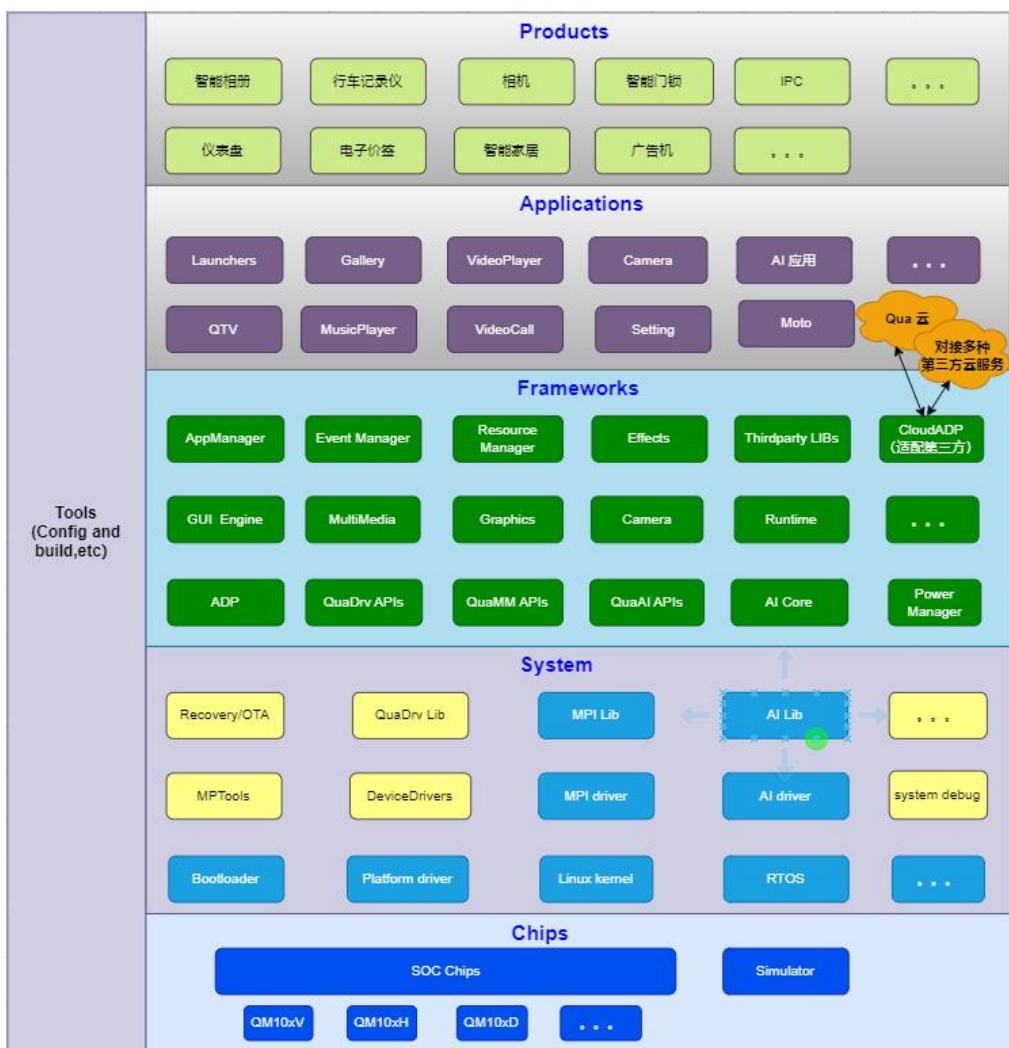 Products
智能相册
行车记录仪
相机
智能门锁
IPC
。。。
仪表盘
电子价签
智能家居
广告机
。。。
Applications
Launchers
Gallery
VideoPlayer
Camera
AI 应用
。。。
QTV
MusicPlayer
VideoCall
Setting
Moto
Qua 云
对接多种
第三方云服务
Frameworks
AppManager
Event Manager
Resource
Manager
Effects
Thirdparty LIBs
CloudADP
(适配第三方)
GUI Engine
MultiMedia
Graphics
Camera
Runtime
。。。
ADP
QuaDrv APIs
QuaMM APIs
QuaAI APIs
AI Core
Power
Manager
Tools
(Config and
build,etc)
System
Recovery/OTA
QuaDrv Lib
MPI Lib
AI Lib
。。。
MPTools
DeviceDrivers
MPI driver
AI driver
system debug
Bootloader
Platform driver
Linux kernel
RTOS
。。。
Chips
SOC Chips
Simulator
QM10xV
QM10xH
QM10xD
。。。